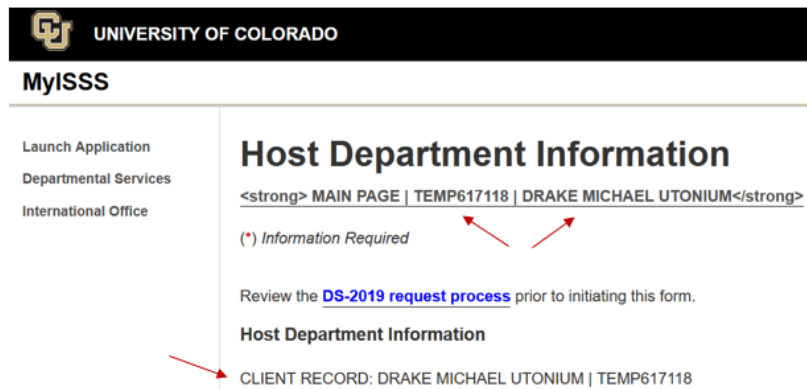 CU
UNIVERSITY OF COLORADO
MyISSS
Launch Application
Departmental Services
International Office
Host Department Information
<strong> MAIN PAGE | TEMP617118 | DRAKE MICHAEL UTONIUM</strong>
(*) Information Required
Review the DS-2019 request process prior to initiating this form.
Host Department Information
CLIENT RECORD: DRAKE MICHAEL UTONIUM | TEMP617118